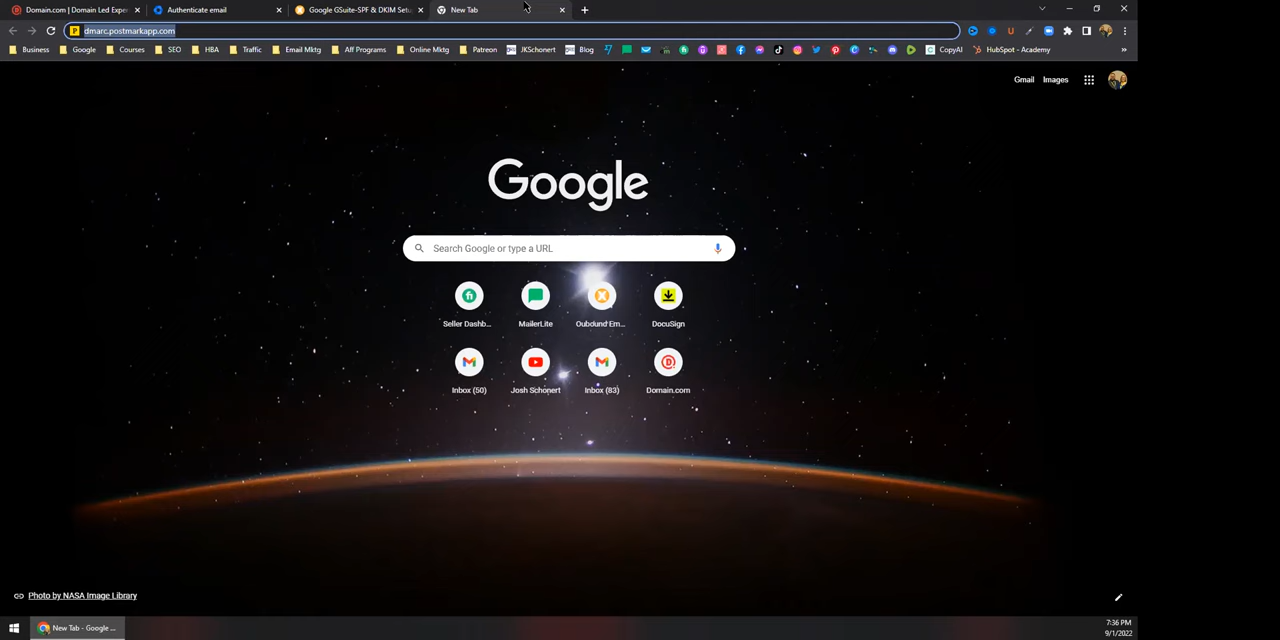 Domain.com | Domain Led Exper
Authenticate email
Google GSuite-SPF & DKIM Setu
New Tab
dmarc.postmarkapp.com
Business
Google
Courses
SEO
HBA
Traffic
Email Mktg
Aff Programs
Online Mktg
Patreon
JKSchonert
Blog
CopyAI
HubSpot - Academy
»
Gmail
Images
Google
Search Google or type a URL
Seller Dashb...
MailerLite
Oubdund Em...
DocuSign
Inbox (50)
Josh Schonert
Inbox (83)
Domain.com
Photo by NASA Image Library
New Tab - Google ...
7:36 PM
9/1/2022